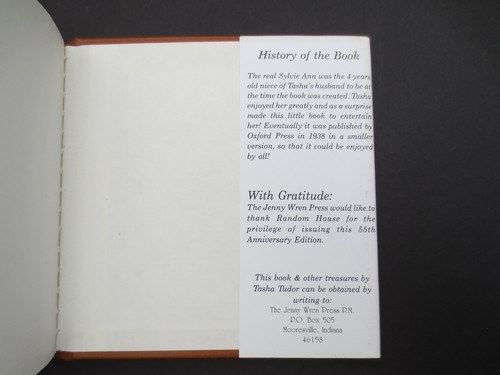 History of the Book
The real Sylvie Ann was the 4 years
old niece of Tasha's husband to be at
the time the book was created. Tasha
enjoyed her greatly and as a surprise
made this little book to entertain
her! Eventually it was published by
Oxford Press in 1938 in a smaller
version, so that it could be enjoyed
by all!
With Gratitude:
The Jenny Wren Press would like to
thank Random House for the
privilege of issuing this 55th
Anniversary Edition.
This book & other treasures by
Tasha Tudor can be obtained by
writing to:
The Jenny Wren Press P.M.
P.O. Box 505
Mooresville, Indiana
46158